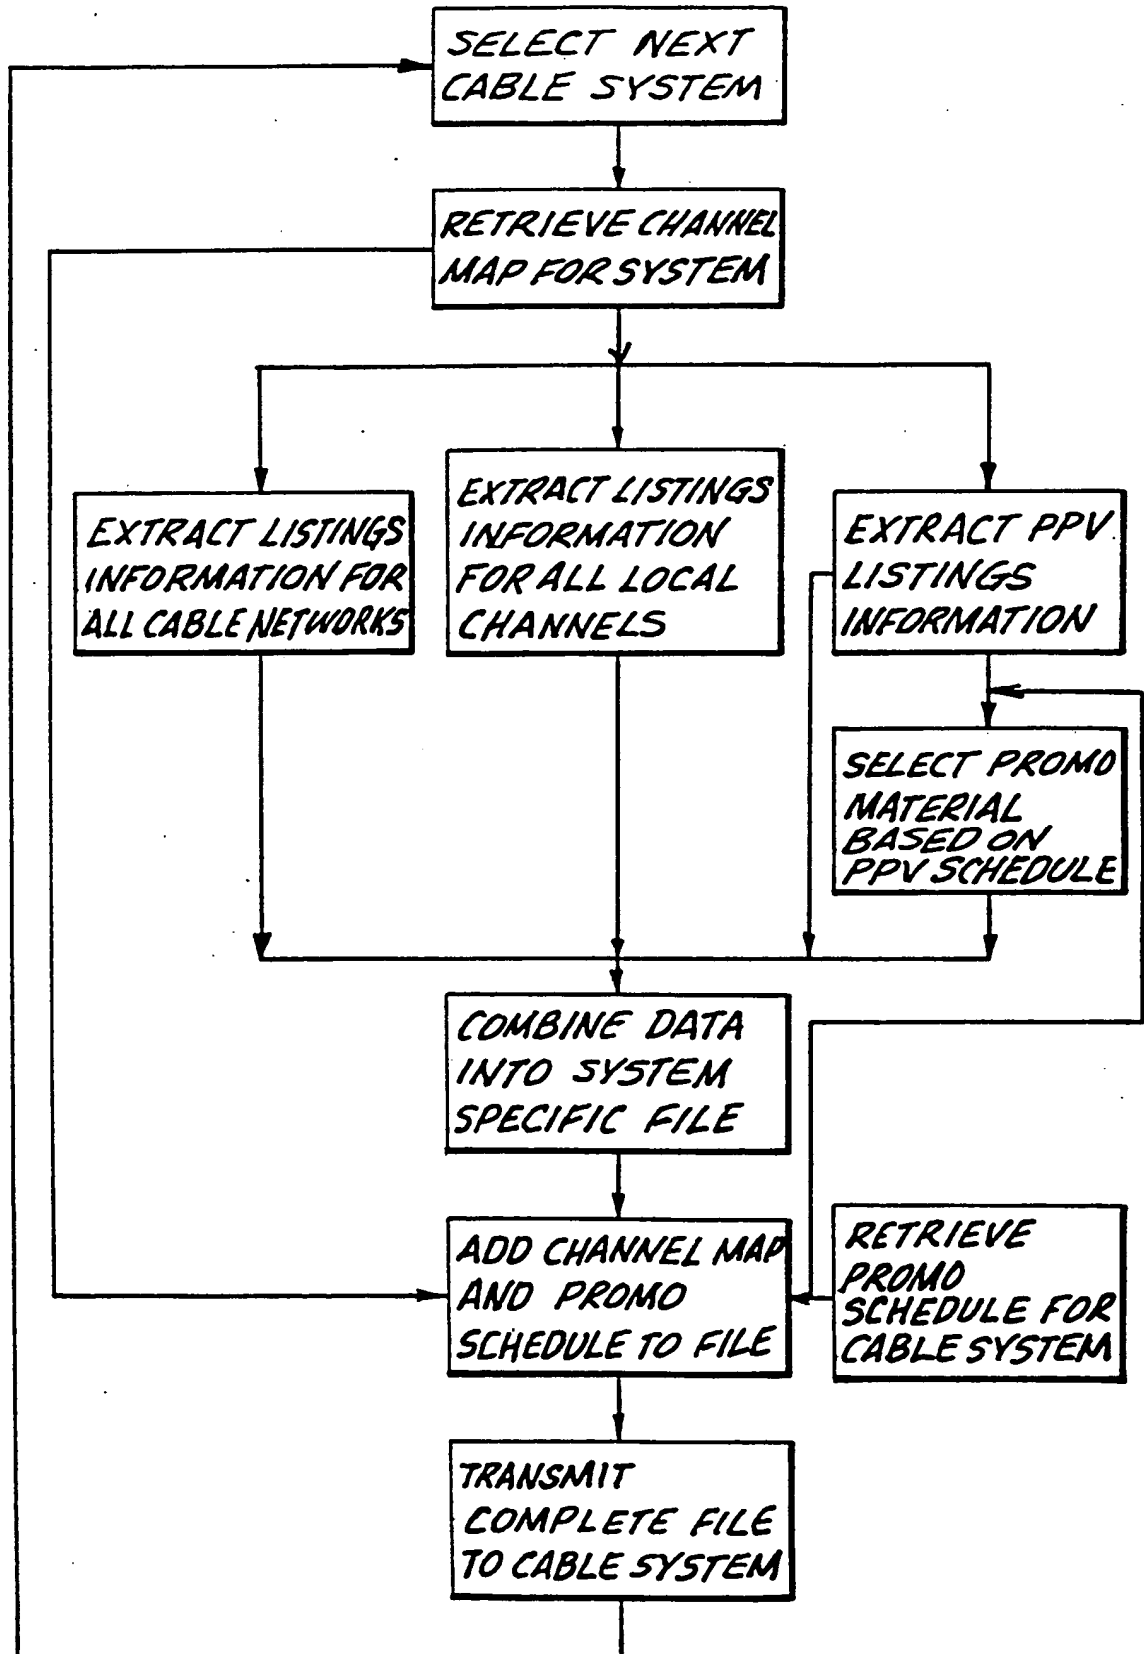 SELECT NEXT
CABLE SYSTEM
RETRIEVE CHANNEL
MAP FOR SYSTEM
EXTRACT LISTINGS
INFORMATION FOR
ALL CABLE NETWORKS
EXTRACT LISTINGS
INFORMATION
FOR ALL LOCAL
CHANNELS
EXTRACT PPV
LISTINGS
INFORMATION
SELECT PROMO
MATERIAL
BASED ON
PPV SCHEDULE
COMBINE DATA
INTO SYSTEM
SPECIFIC FILE
ADD CHANNEL MAP
AND PROMO
SCHEDULE TO FILE
RETRIEVE
PROMO
SCHEDULE FOR
CABLE SYSTEM
TRANSMIT
COMPLETE FILE
TO CABLE SYSTEM